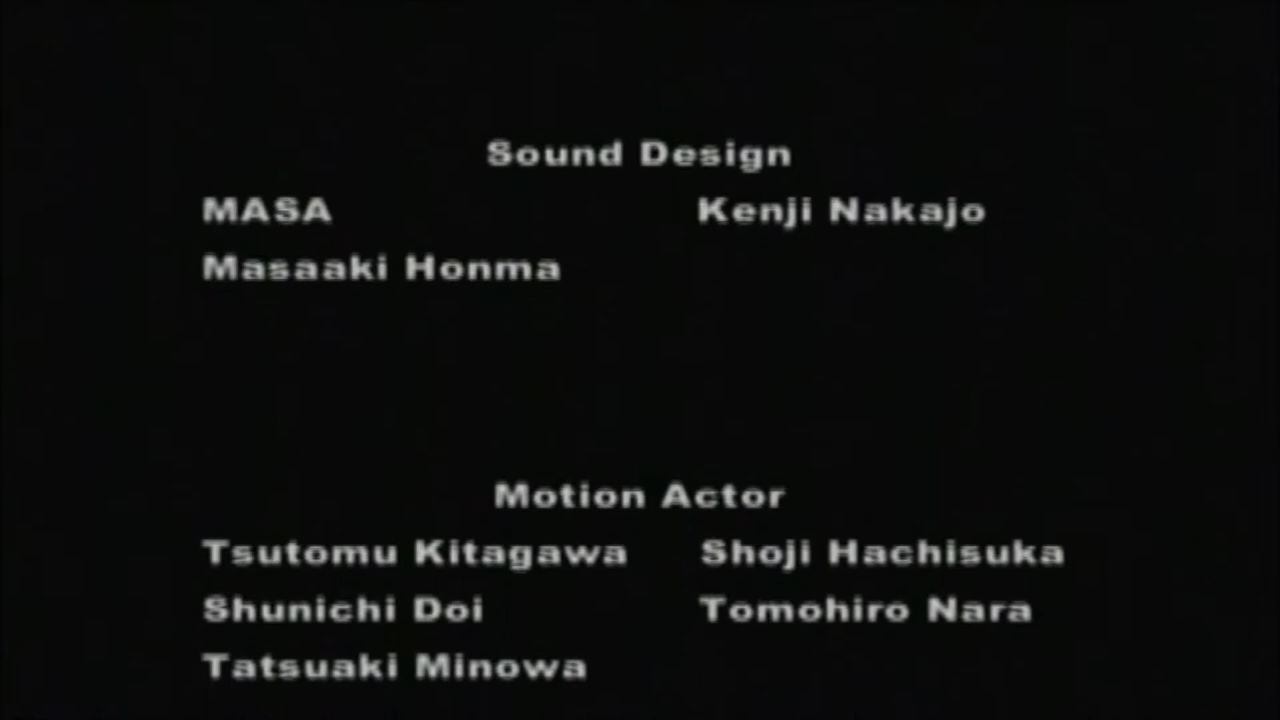 Sound Design
MASA Kenji Nakajo
Masaaki Honma
Motion Actor
Tsutomu Kitagawa Shoji Hachisuka
Shunichi Doi Tomohiro Nara
Tatsuaki Minowa